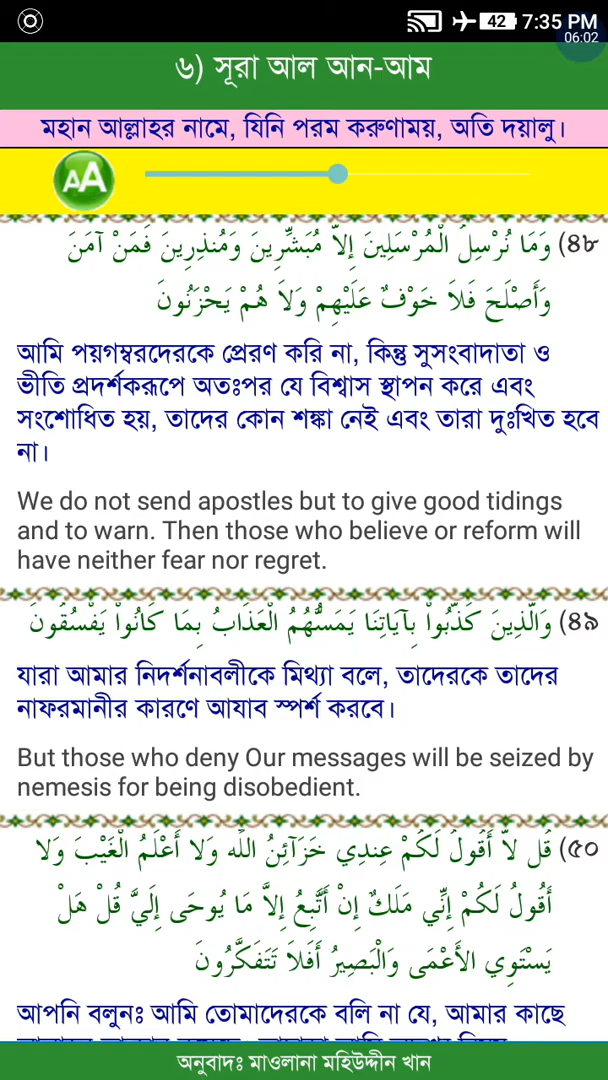 42 7:35 PM
06:02
৬) সূরা আল আন-আম
মহান আল্লাহর নামে, যিনি পরম করুণাময়, অতি দয়ালু।
AA
৪৮) وَمَا نُرْسِلُ الْمُرْسَلِينَ إِلاَّ مُبَشِّرِينَ وَمُنذِرِينَ فَمَنْ آمَنَ
وَأَصْلَحَ فَلاَ خَوْفٌ عَلَيْهِمْ وَلاَ هُمْ يَحْزَنُونَ
আমি পয়গম্বরদেরকে প্রেরণ করি না, কিন্তু সুসংবাদাতা ও
ভীতি প্রদর্শকরূপে অতঃপর যে বিশ্বাস স্থাপন করে এবং
সংশোধিত হয়, তাদের কোন শঙ্কা নেই এবং তারা দুঃখিত হবে
না।
We do not send apostles but to give good tidings
and to warn. Then those who believe or reform will
have neither fear nor regret.
৪৯) وَالَّذِينَ كَذَّبُواْ بِآيَاتِنَا يَمَسُّهُمُ الْعَذَابُ بِمَا كَانُواْ يَفْسُقُونَ
যারা আমার নিদর্শনাবলীকে মিথ্যা বলে, তাদেরকে তাদের
নাফরমানীর কারণে আযাব স্পর্শ করবে।
But those who deny Our messages will be seized by
nemesis for being disobedient.
৫০) قُل لاَّ أَقُولُ لَكُمْ عِندِي خَزَآئِنُ اللّهِ وَلا أَعْلَمُ الْغَيْبَ وَلا
أَقُولُ لَكُمْ إِنِّي مَلَكٌ إِنْ أَتَّبِعُ إِلاَّ مَا يُوحَى إِلَيَّ قُلْ هَلْ
يَسْتَوِي الأَعْمَى وَالْبَصِيرُ أَفَلاَ تَتَفَكَّرُونَ
আপনি বলুনঃ আমি তোমাদেরকে বলি না যে, আমার কাছে
অনুবাদঃ মাওলানা মহিউদ্দীন খান